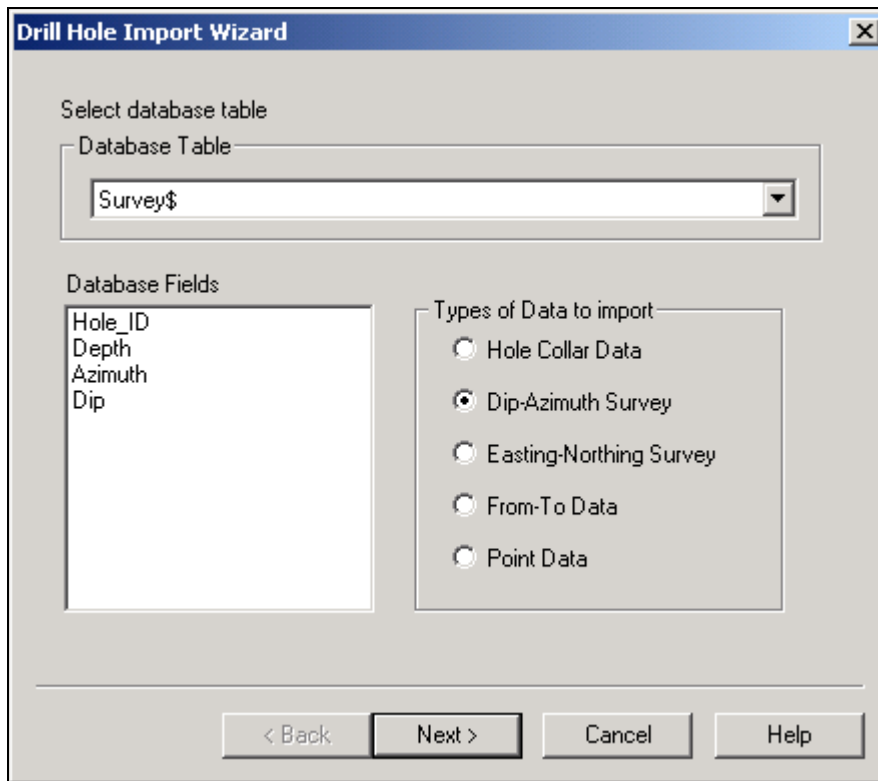 Drill Hole Import Wizard
Select database table
Database Table
Survey$
Database Fields
Hole_ID
Depth
Azimuth
Dip
Types of Data to import
Hole Collar Data
Dip-Azimuth Survey
Easting-Northing Survey
From-To Data
Point Data
< Back
Next >
Cancel
Help